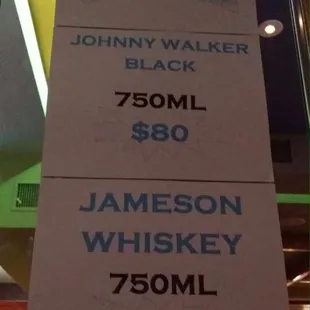 JOHNNY WALKER
BLACK
750ML
$80
JAMESON
WHISKEY
750ML